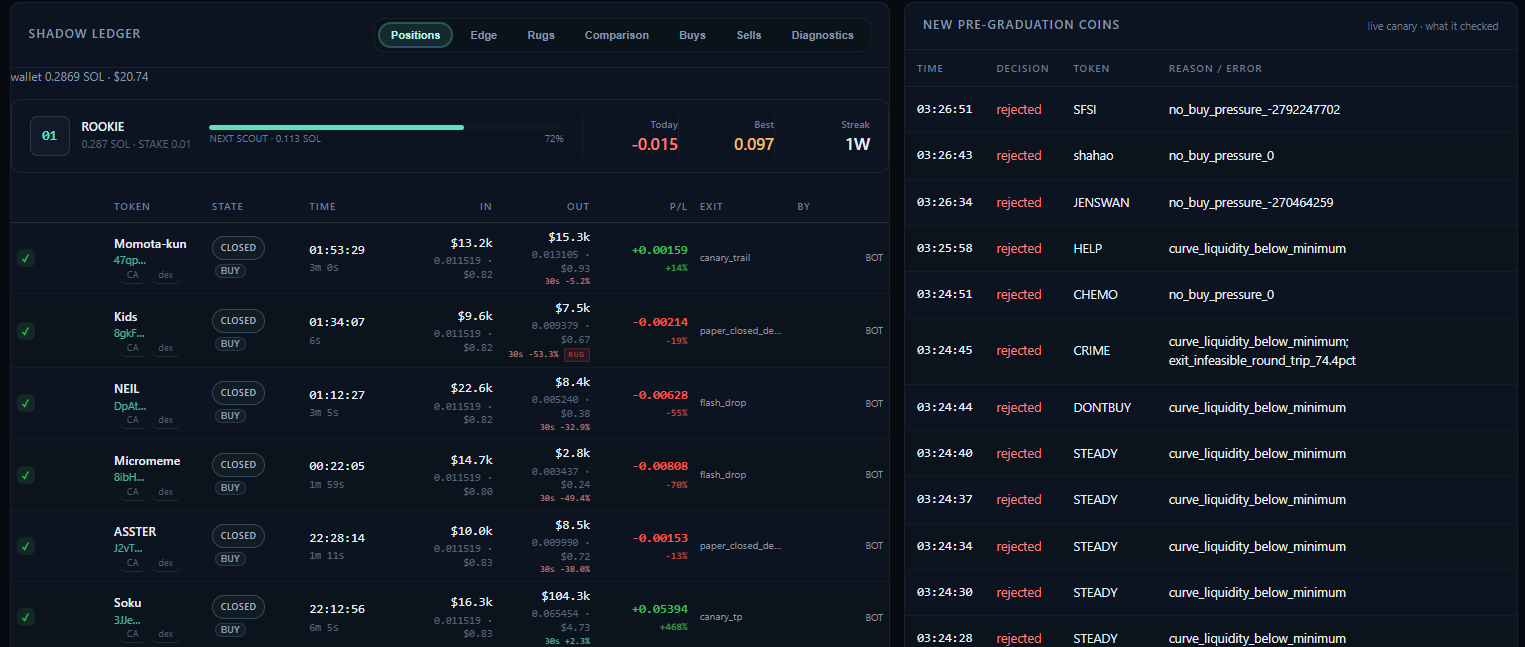 SHADOW LEDGER
Positions Edge Rugs Comparison Buys Sells Diagnostics
wallet 0.2869 SOL · $20.74
01
ROOKIE
0.287 SOL · STAKE 0.01
NEXT SCOUT · 0.113 SOL
72%
Today
-0.015
Best
0.097
Streak
1W
TOKEN STATE TIME IN OUT P/L EXIT BY
Momota-kun
47qp...
CA dex
CLOSED
BUY
01:53:29
3m 0s
$13.2k
0.011519 ·
$0.82
$15.3k
0.013105 ·
$0.93
30s -5.2%
+0.00159
+14%
canary_trail
BOT
Kids
8gkF...
CA dex
CLOSED
BUY
01:34:07
6s
$9.6k
0.011519 ·
$0.82
$7.5k
0.009379 ·
$0.67
30s -53.3% RUG
-0.00214
-19%
paper_closed_de...
BOT
NEIL
DpAt...
CA dex
CLOSED
BUY
01:12:27
3m 5s
$22.6k
0.011519 ·
$0.82
$8.4k
0.005240 ·
$0.38
30s -32.9%
-0.00628
-55%
flash_drop
BOT
Micromeme
8ibH...
CA dex
CLOSED
BUY
00:22:05
1m 59s
$14.7k
0.011519 ·
$0.80
$2.8k
0.003437 ·
$0.24
30s -49.4%
-0.00808
-70%
flash_drop
BOT
ASSTER
J2vT...
CA dex
CLOSED
BUY
22:28:14
1m 11s
$10.0k
0.011519 ·
$0.83
$8.5k
0.009990 ·
$0.72
30s -38.0%
-0.00153
-13%
paper_closed_de...
BOT
Soku
3JJe...
CA dex
CLOSED
BUY
22:12:56
6m 5s
$16.3k
0.011519 ·
$0.83
$104.3k
0.065454 ·
$4.73
30s +2.3%
+0.05394
+468%
canary_tp
BOT
NEW PRE-GRADUATION COINS
live canary · what it checked
TIME DECISION TOKEN REASON / ERROR
03:26:51 rejected SFSI no_buy_pressure_-2792247702
03:26:43 rejected shahao no_buy_pressure_0
03:26:34 rejected JENSWAN no_buy_pressure_-270464259
03:25:58 rejected HELP curve_liquidity_below_minimum
03:24:51 rejected CHEMO no_buy_pressure_0
03:24:45 rejected CRIME curve_liquidity_below_minimum;
exit_infeasible_round_trip_74.4pct
03:24:44 rejected DONTBUY curve_liquidity_below_minimum
03:24:40 rejected STEADY curve_liquidity_below_minimum
03:24:37 rejected STEADY curve_liquidity_below_minimum
03:24:34 rejected STEADY curve_liquidity_below_minimum
03:24:30 rejected STEADY curve_liquidity_below_minimum
03:24:28 rejected STEADY curve_liquidity_below_minimum